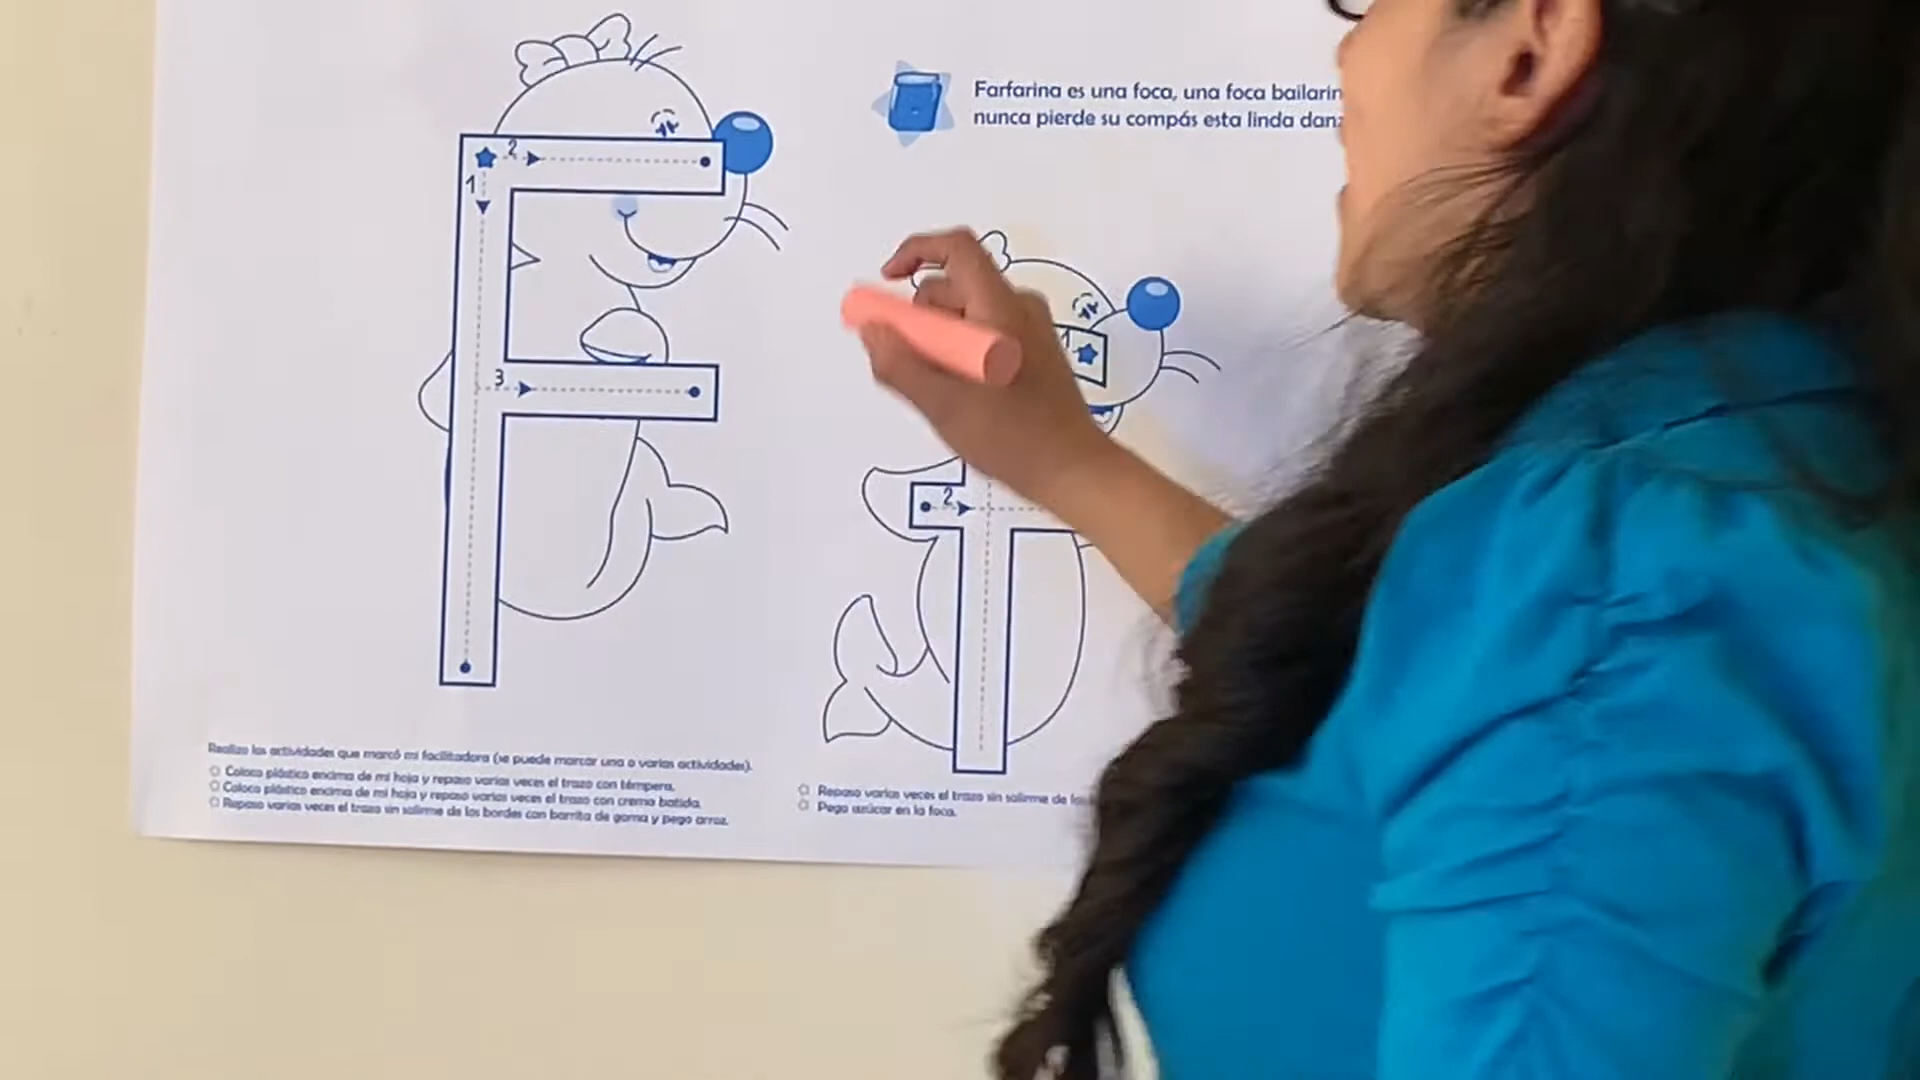 Farfarina es una foca, una foca bailarin
nunca pierde su compás esta linda danz
F
1
2
3
1
2
Realizo las actividades que marcó mi facilitadora (se puede marcar una o varias actividades).
Coloco plástico encima de mi hoja y repaso varias veces el trazo con témpera.
Coloco plástico encima de mi hoja y repaso varias veces el trazo con crema batida.
Repaso varias veces el trazo sin salirme de los bordes con barrita de goma y pego arroz.
Repaso varias veces el trazo sin salirme de los
Pego azúcar en la foca.